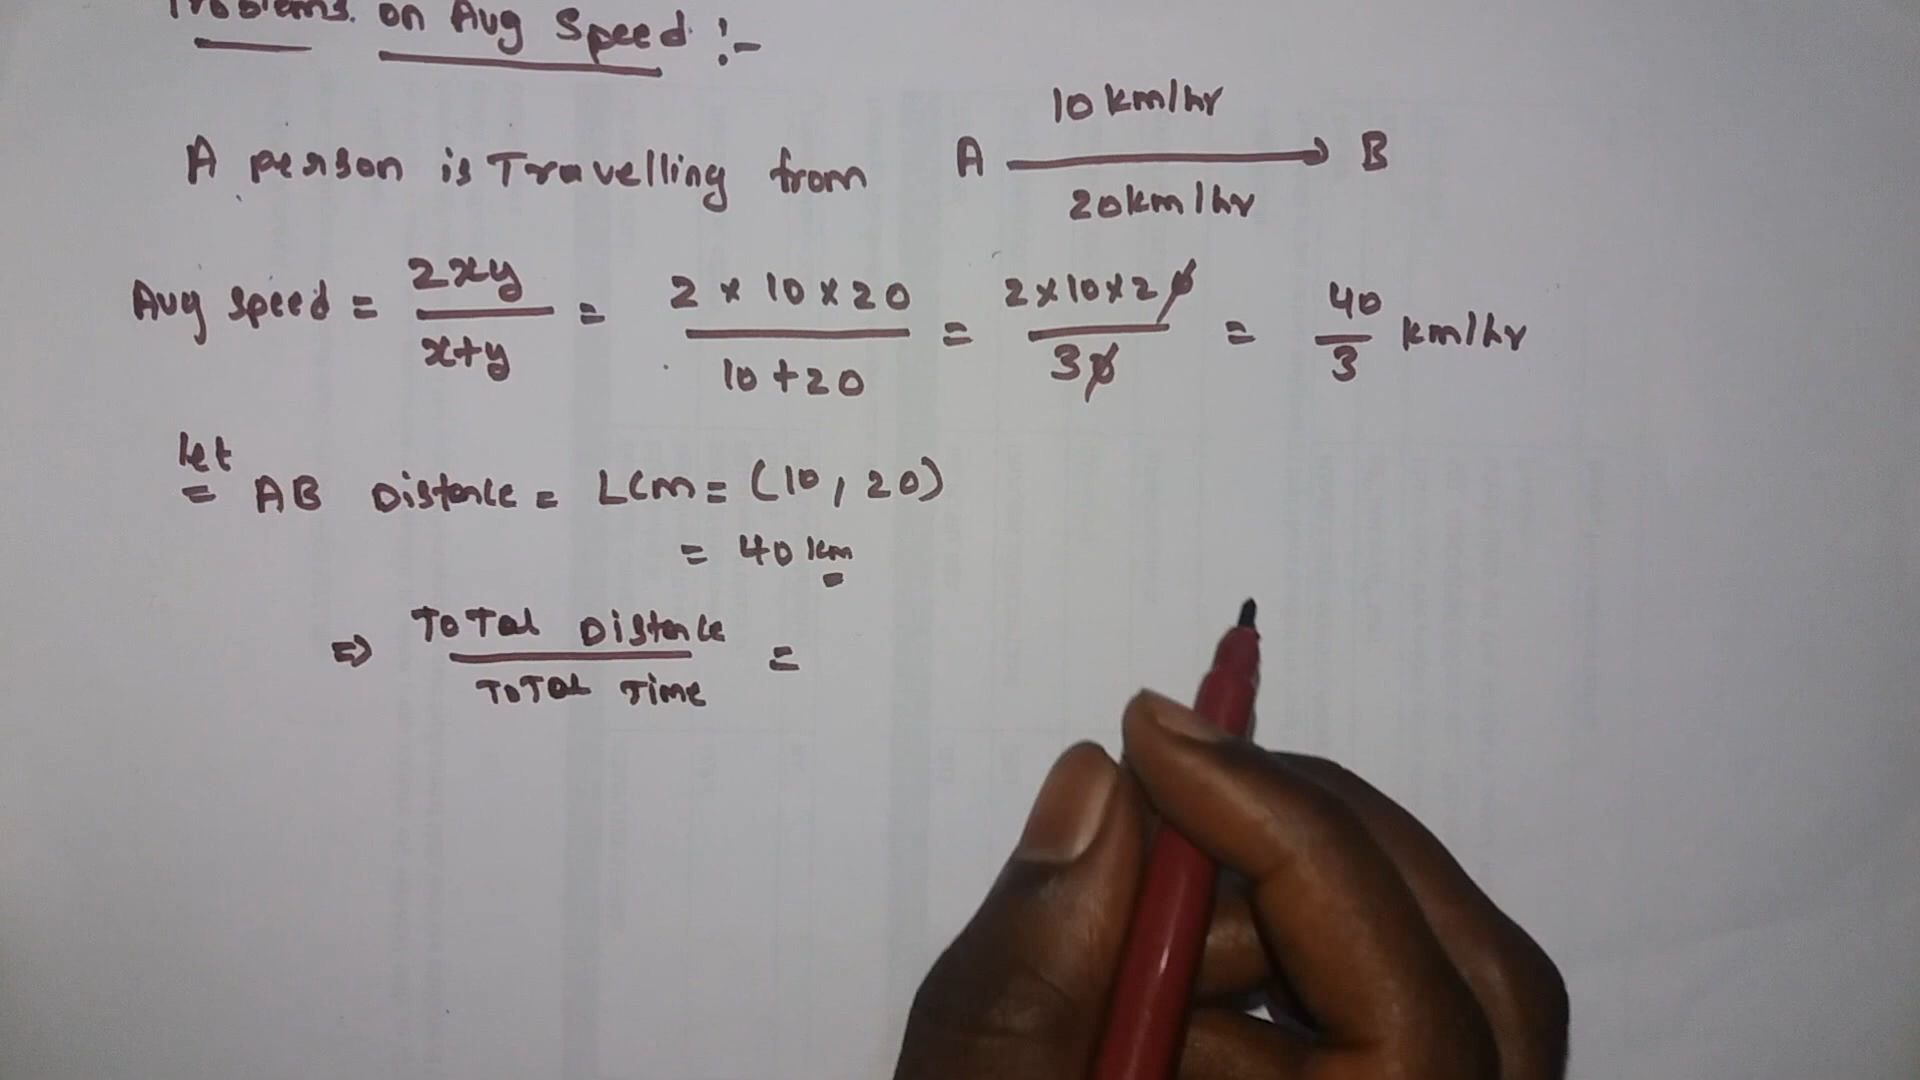 Problems. on Avg Speed :-
A person is Travelling from A 10 km/hr B
20km/hr
Avg speed = 2xy / x+y = 2 × 10 × 20 / 10 + 20 = 2×10×20 / 30 = 40 / 3 km/hr
let
= AB Distance = LCM = (10, 20)
= 40 km
⇒ ToTal Distance / ToTal Time =